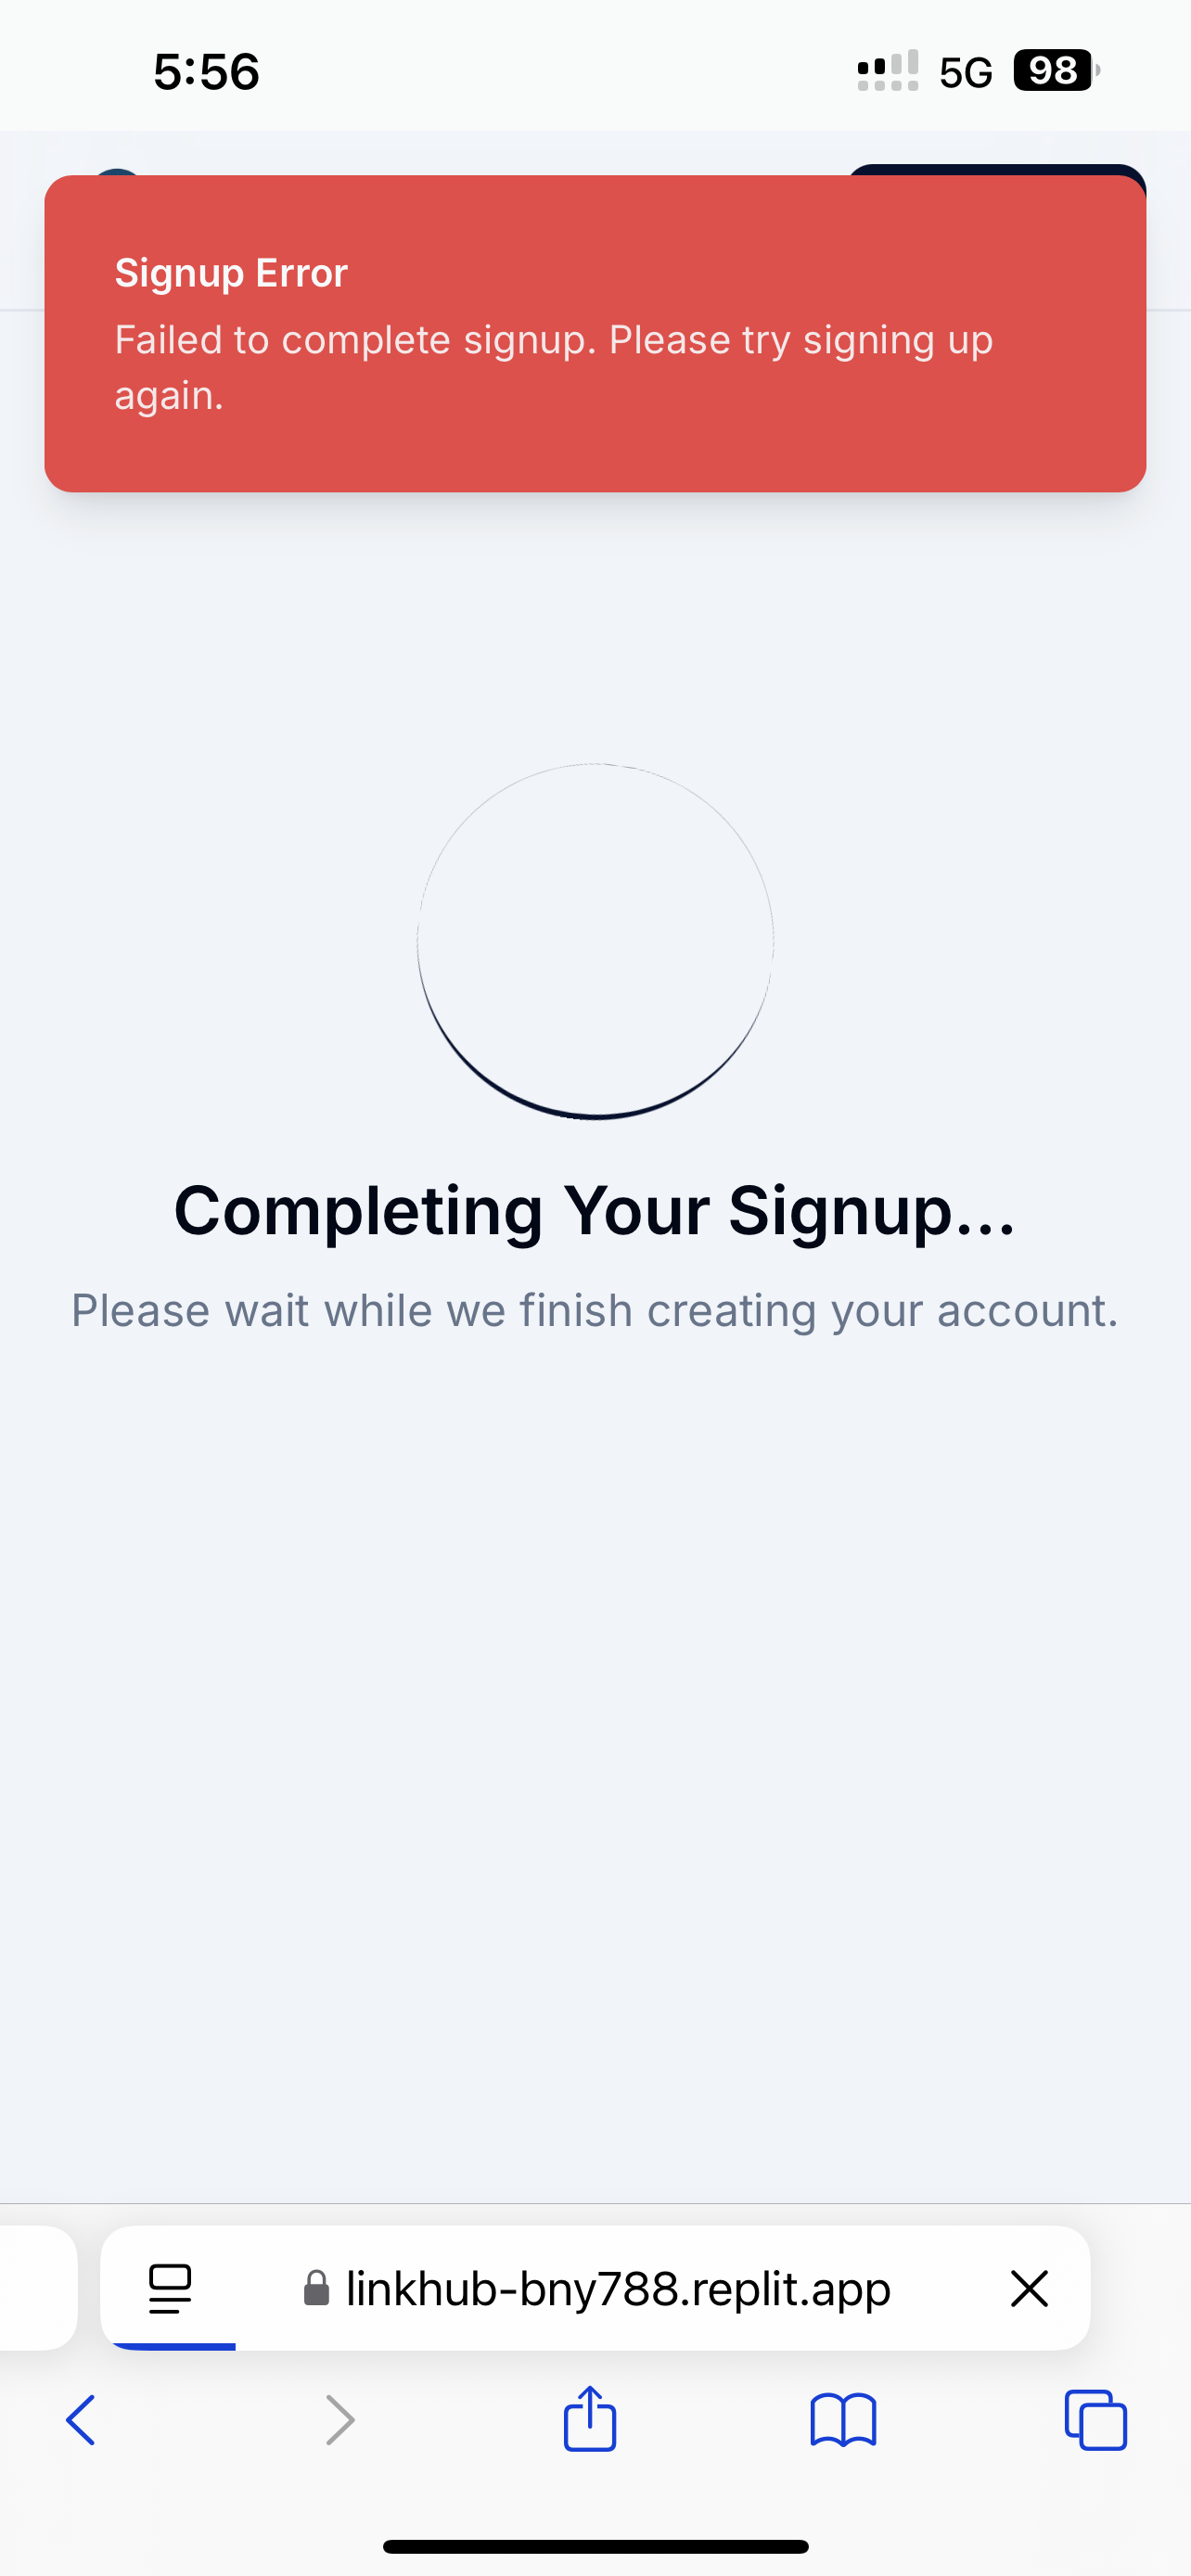 5:56
5G 98
Signup Error
Failed to complete signup. Please try signing up
again.
Completing Your Signup...
Please wait while we finish creating your account.
linkhub-bny788.replit.app